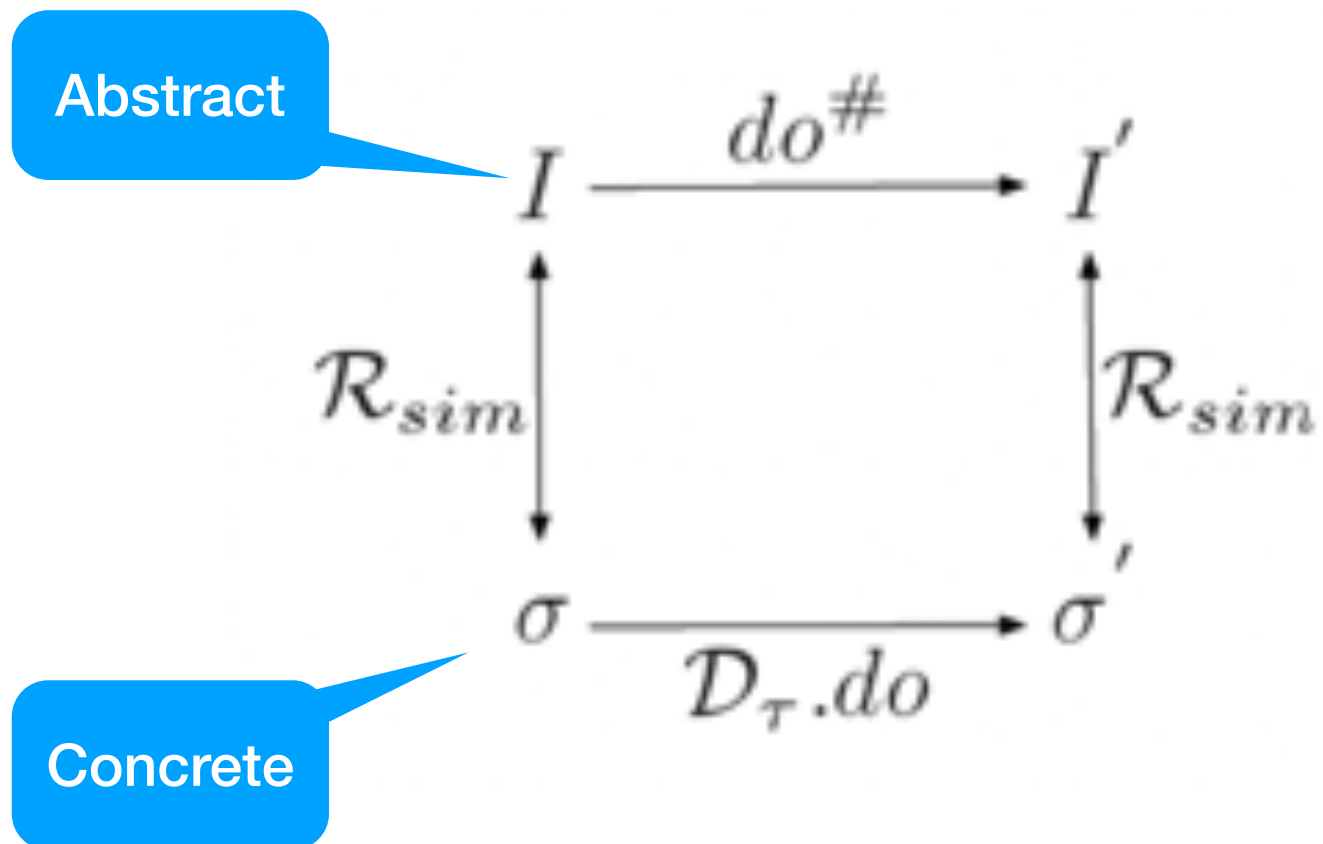 Abstract
do#
I I′
R_sim R_sim
σ σ′
D_τ.do
Concrete